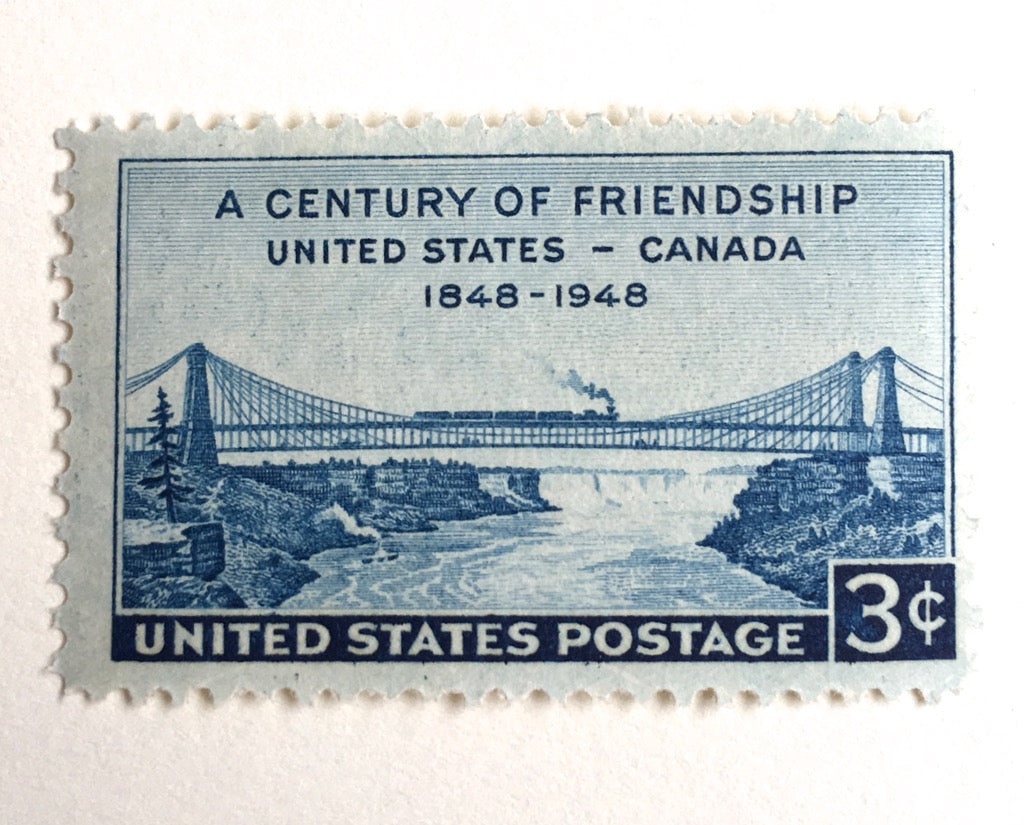 A CENTURY OF FRIENDSHIP
UNITED STATES – CANADA
1848-1948
UNITED STATES POSTAGE
3¢